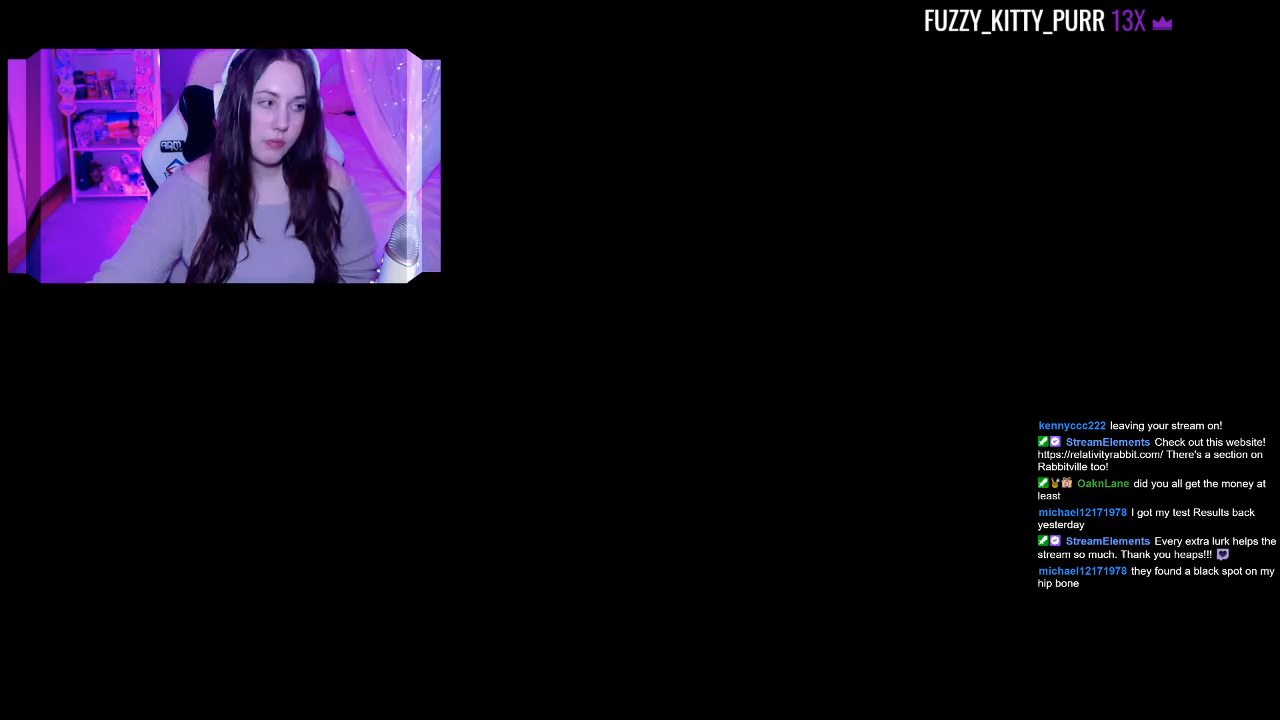 FUZZY_KITTY_PURR 13X
kennyccc222 leaving your stream on!
StreamElements Check out this website!
https://relativityrabbit.com/ There's a section on
Rabbitville too!
OaknLane did you all get the money at
least
michael12171978 I got my test Results back
yesterday
StreamElements Every extra lurk helps the
stream so much. Thank you heaps!!!
michael12171978 they found a black spot on my
hip bone